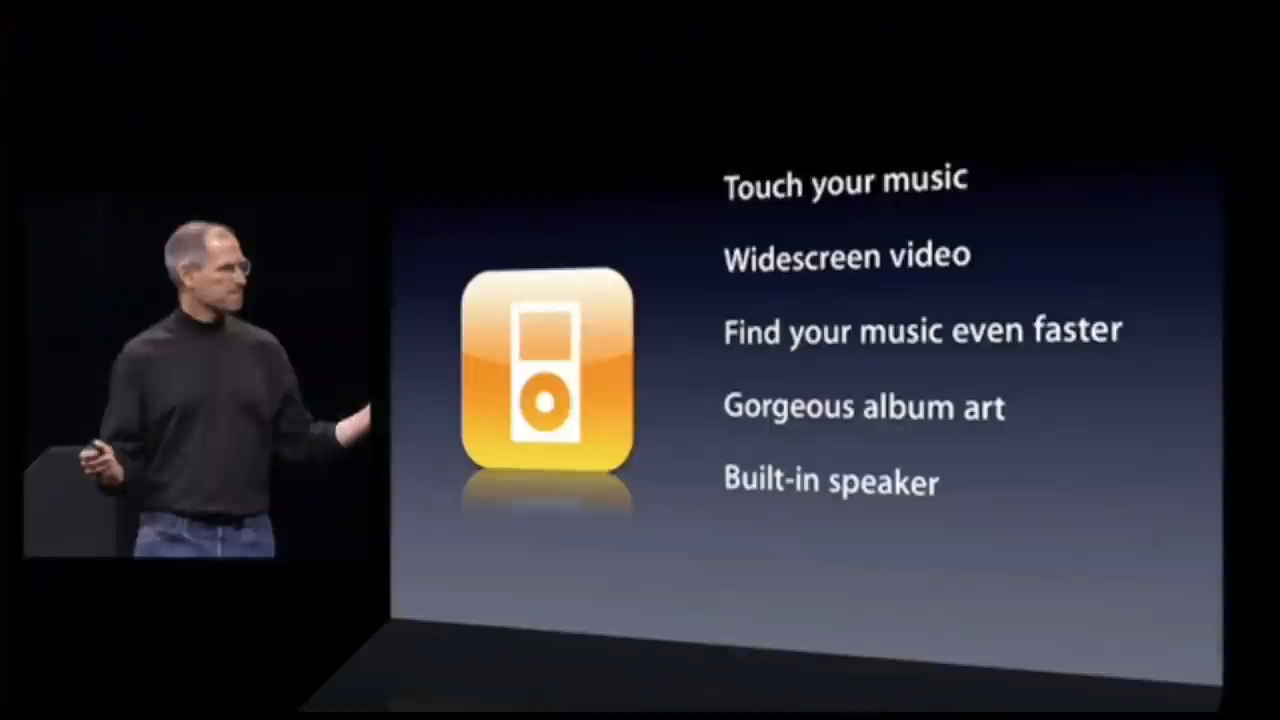 Touch your music
Widescreen video
Find your music even faster
Gorgeous album art
Built-in speaker